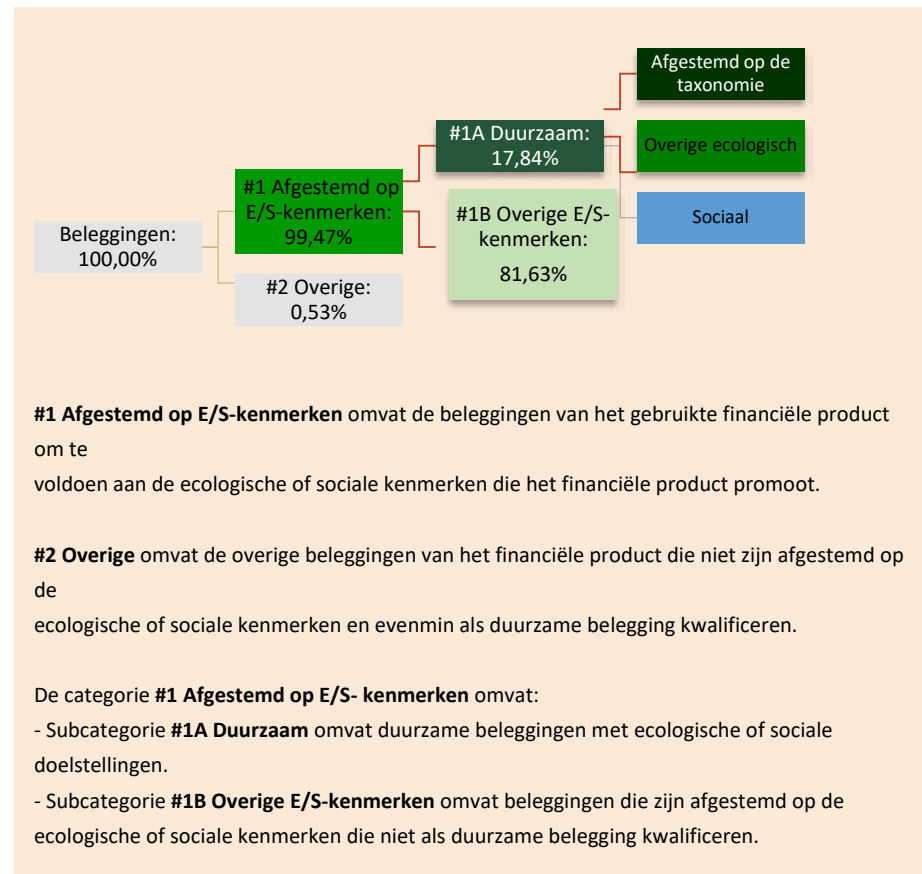 Afgestemd op de
taxonomie
#1A Duurzaam:
17,84%
Overige ecologisch
#1 Afgestemd op
E/S-kenmerken:
99,47%
#1B Overige E/S-
kenmerken:
81,63%
Sociaal
Beleggingen:
100,00%
#2 Overige:
0,53%
#1 Afgestemd op E/S-kenmerken omvat de beleggingen van het gebruikte financiële product
om te
voldoen aan de ecologische of sociale kenmerken die het financiële product promoot.
#2 Overige omvat de overige beleggingen van het financiële product die niet zijn afgestemd op
de
ecologische of sociale kenmerken en evenmin als duurzame belegging kwalificeren.
De categorie #1 Afgestemd op E/S- kenmerken omvat:
- Subcategorie #1A Duurzaam omvat duurzame beleggingen met ecologische of sociale
doelstellingen.
- Subcategorie #1B Overige E/S-kenmerken omvat beleggingen die zijn afgestemd op de
ecologische of sociale kenmerken die niet als duurzame belegging kwalificeren.